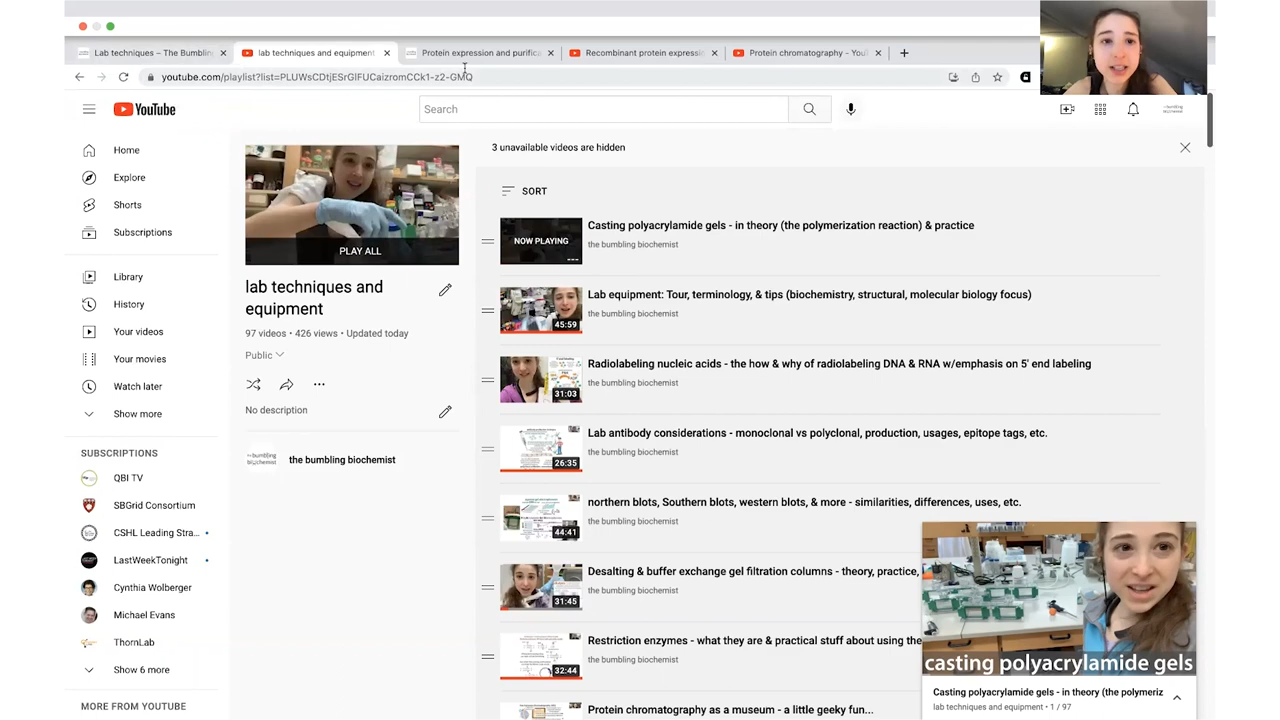 Lab techniques – The Bumbling
lab techniques and equipment
Protein expression and purific
Recombinant protein expressi
Protein chromatography - You
youtube.com/playlist?list=PLUWsCDtjESrGlFUCaizromCCk1-z2-GMQ
YouTube
Search
3 unavailable videos are hidden
Home
Explore
Shorts
Subscriptions
Library
History
Your videos
Your movies
Watch later
Show more
SUBSCRIPTIONS
QBI TV
SBGrid Consortium
CSHL Leading Stra...
LastWeekTonight
Cynthia Wolberger
Michael Evans
ThornLab
Show 6 more
MORE FROM YOUTUBE
PLAY ALL
lab techniques and
equipment
97 videos • 426 views • Updated today
Public
No description
the bumbling biochemist
SORT
NOW PLAYING
Casting polyacrylamide gels - in theory (the polymerization reaction) & practice
the bumbling biochemist
45:59
Lab equipment: Tour, terminology, & tips (biochemistry, structural, molecular biology focus)
the bumbling biochemist
31:03
Radiolabeling nucleic acids - the how & why of radiolabeling DNA & RNA w/emphasis on 5' end labeling
the bumbling biochemist
26:35
Lab antibody considerations - monoclonal vs polyclonal, production, usages, epitope tags, etc.
the bumbling biochemist
44:41
northern blots, Southern blots, western blots, & more - similarities, differences, uses, etc.
the bumbling biochemist
31:45
Desalting & buffer exchange gel filtration columns - theory, practice,
the bumbling biochemist
32:44
Restriction enzymes - what they are & practical stuff about using the
the bumbling biochemist
Protein chromatography as a museum - a little geeky fun...
casting polyacrylamide gels
Casting polyacrylamide gels - in theory (the polymeriz
lab techniques and equipment • 1 / 97